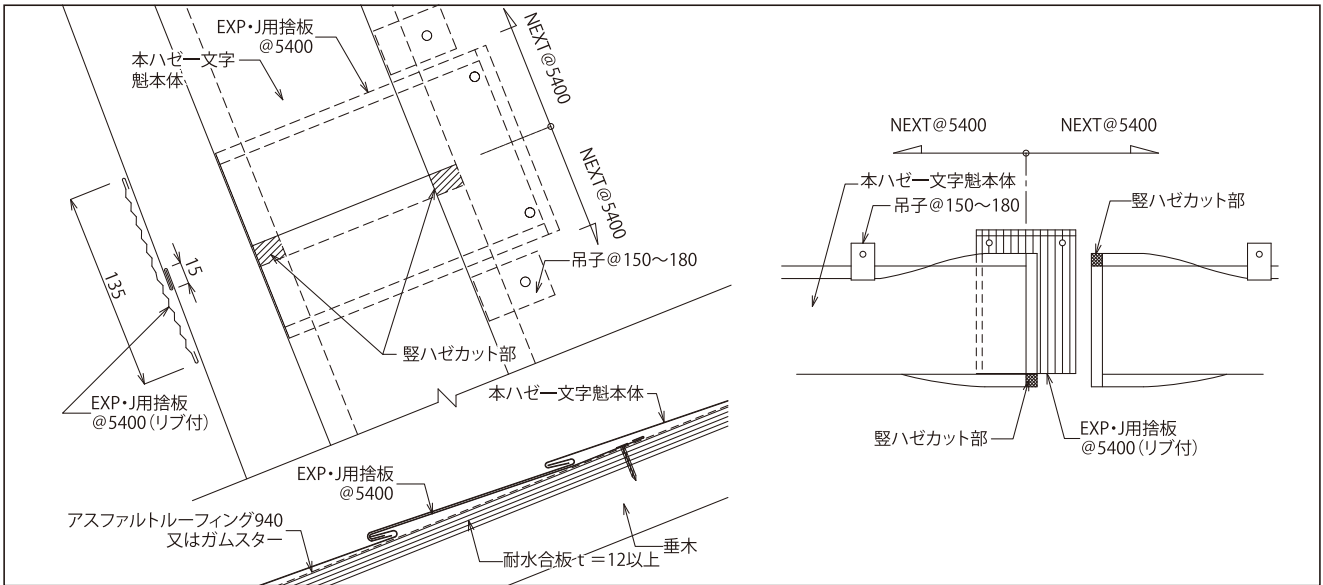 EXP・J用捨板
@5400
本ハゼ一文字
魁本体
NEXT@5400
NEXT@5400
吊子@150～180
135
15
竪ハゼカット部
EXP・J用捨板
@5400(リブ付)
本ハゼ一文字魁本体
EXP・J用捨板
@5400
アスファルトルーフィング940
又はガムスター
耐水合板 t =12以上
垂木
NEXT@5400
NEXT@5400
本ハゼ一文字魁本体
吊子@150～180
竪ハゼカット部
竪ハゼカット部
EXP・J用捨板
@5400(リブ付)